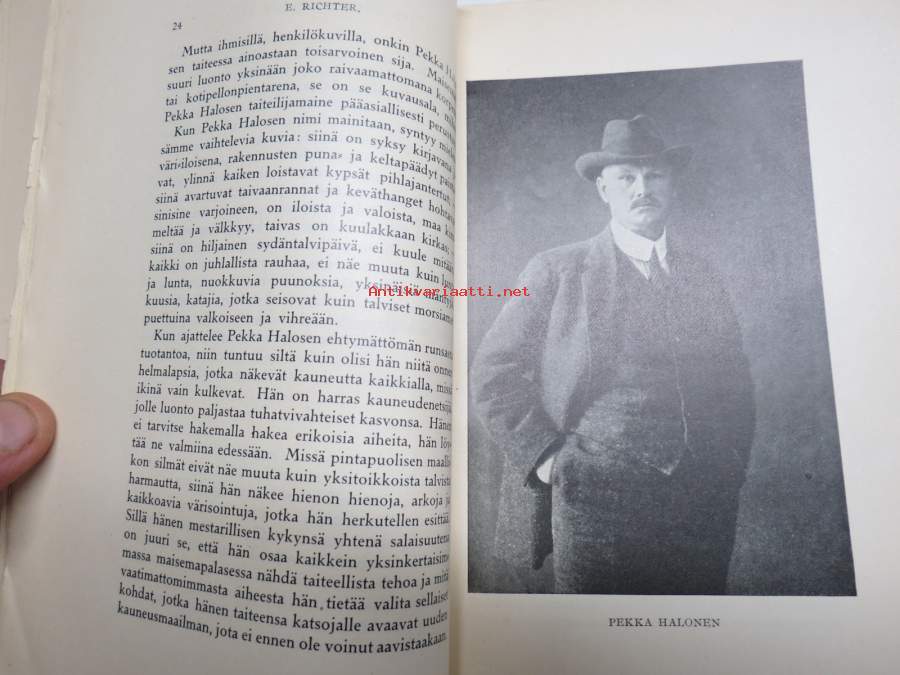 E. RICHTER.
24
Mutta ihmisillä, henkilökuvilla, onkin Pekka
sen taiteessa ainoastaan toisarvoinen sija.
suuri luonto yksinään joko raivaamattomana
tai kotipellonpientarena, se on se kuvausala,
Pekka Halosen taiteilijamaine pääasiallisesti
Kun Pekka Halosen nimi mainitaan, syntyy
sämme vaihtelevia kuvia: siinä on syksy kirjavana
väri-iloisena, rakennusten puna- ja keltapäädyt
vat, ylinnä kaiken loistavat kypsät pihlajantertut,
siinä avartuvat taivaanrannat ja keväthanget
sinisine varjoineen, on iloista ja valoista, maa
meltää ja välkkyy, taivas on kuulakkaan kirkas,
siinä on hiljainen sydäntalvipäivä, ei kuule
kaikki on juhlallista rauhaa, ei näe muuta kuin
ja lunta, nuokkuvia puunoksia, yksinäisiä
Antikvariaatti.net
kuusia, katajia, jotka seisovat kuin talviset
puettuina valkoiseen ja vihreään.
Kun ajattelee Pekka Halosen ehtymättömän
tuotantoa, niin tuntuu siltä kuin olisi hän niitä
helmalapsia, jotka näkevät kauneutta kaikkialla,
ikinä vain kulkevat. Hän on harras kauneudenetsijä,
jolle luonto paljastaa tuhatvivahteiset kasvonsa.
ei tarvitse hakemalla hakea erikoisia aiheita, hän
tää ne valmiina edessään. Missä pintapuolisen
kon silmät eivät näe muuta kuin yksitoikkoista
harmautta, siinä hän näkee hienon hienoja, arkoja ja
kaikkoavia värisointuja, jotka hän herkutellen esittää.
Sillä hänen mestarillisen kykynsä yhtenä salaisuutena
on juuri se, että hän osaa kaikkein
massa maisemapalasessa nähdä taiteellista tehoa ja
vaatimattomimmasta aiheesta hän tietää valita sellaiset
kohdat, jotka hänen taiteensa katsojalle avaavat uuden
kauneusmaailman, jota ei ennen ole voinut aavistaakaan.
PEKKA HALONEN